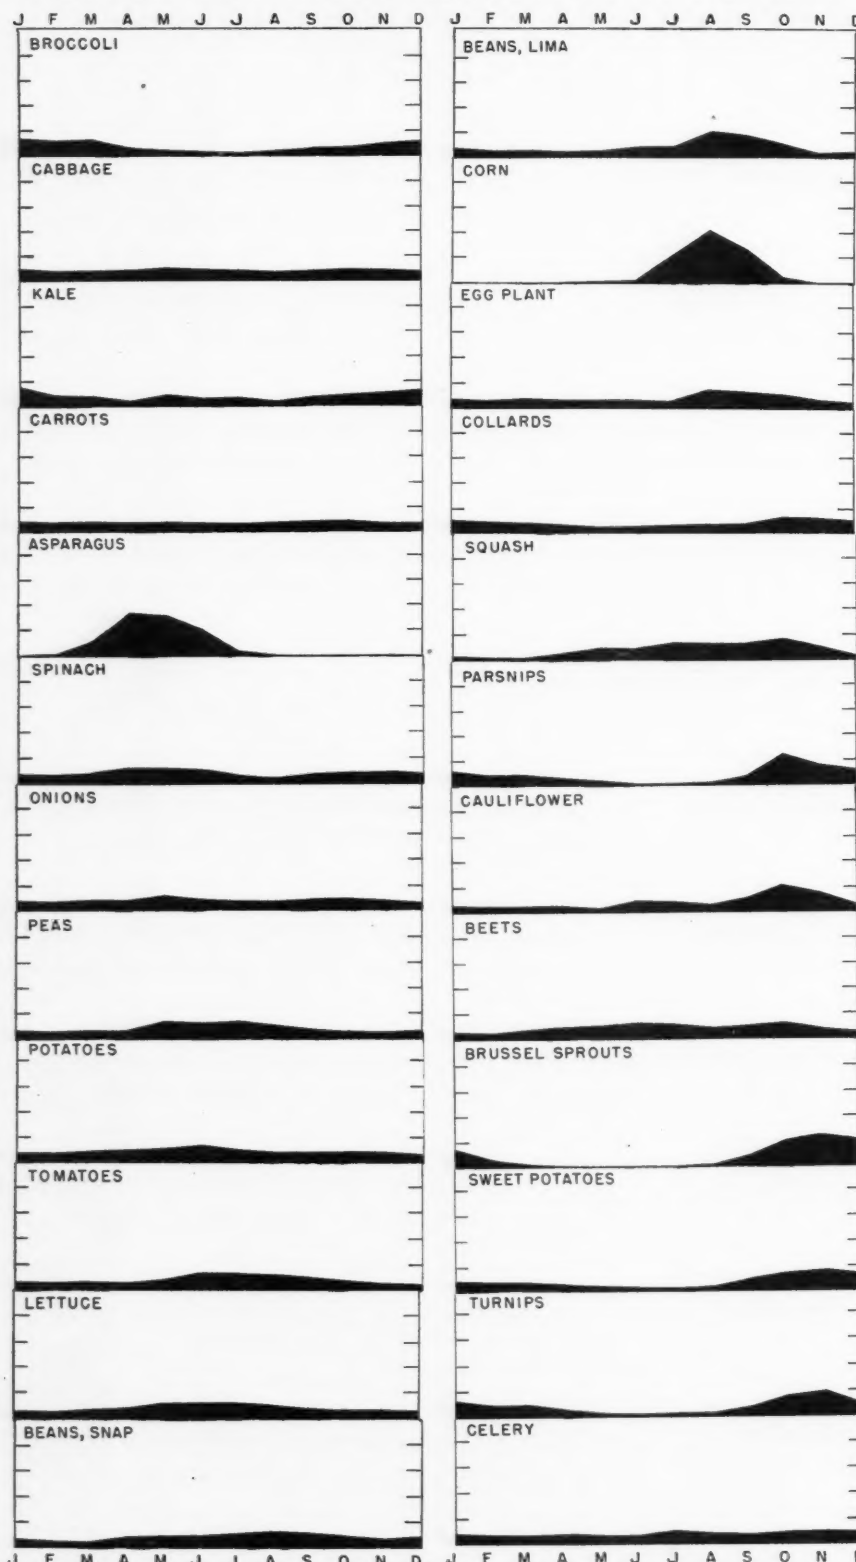 J F M A M J J A S O N D
BROCCOLI
CABBAGE
KALE
CARROTS
ASPARAGUS
SPINACH
ONIONS
PEAS
POTATOES
TOMATOES
LETTUCE
BEANS, SNAP
J F M A M J J A S O N D
J F M A M J J A S O N D
BEANS, LIMA
CORN
EGG PLANT
COLLARDS
SQUASH
PARSNIPS
CAULIFLOWER
BEETS
BRUSSEL SPROUTS
SWEET POTATOES
TURNIPS
CELERY
J F M A M J J A S O N D